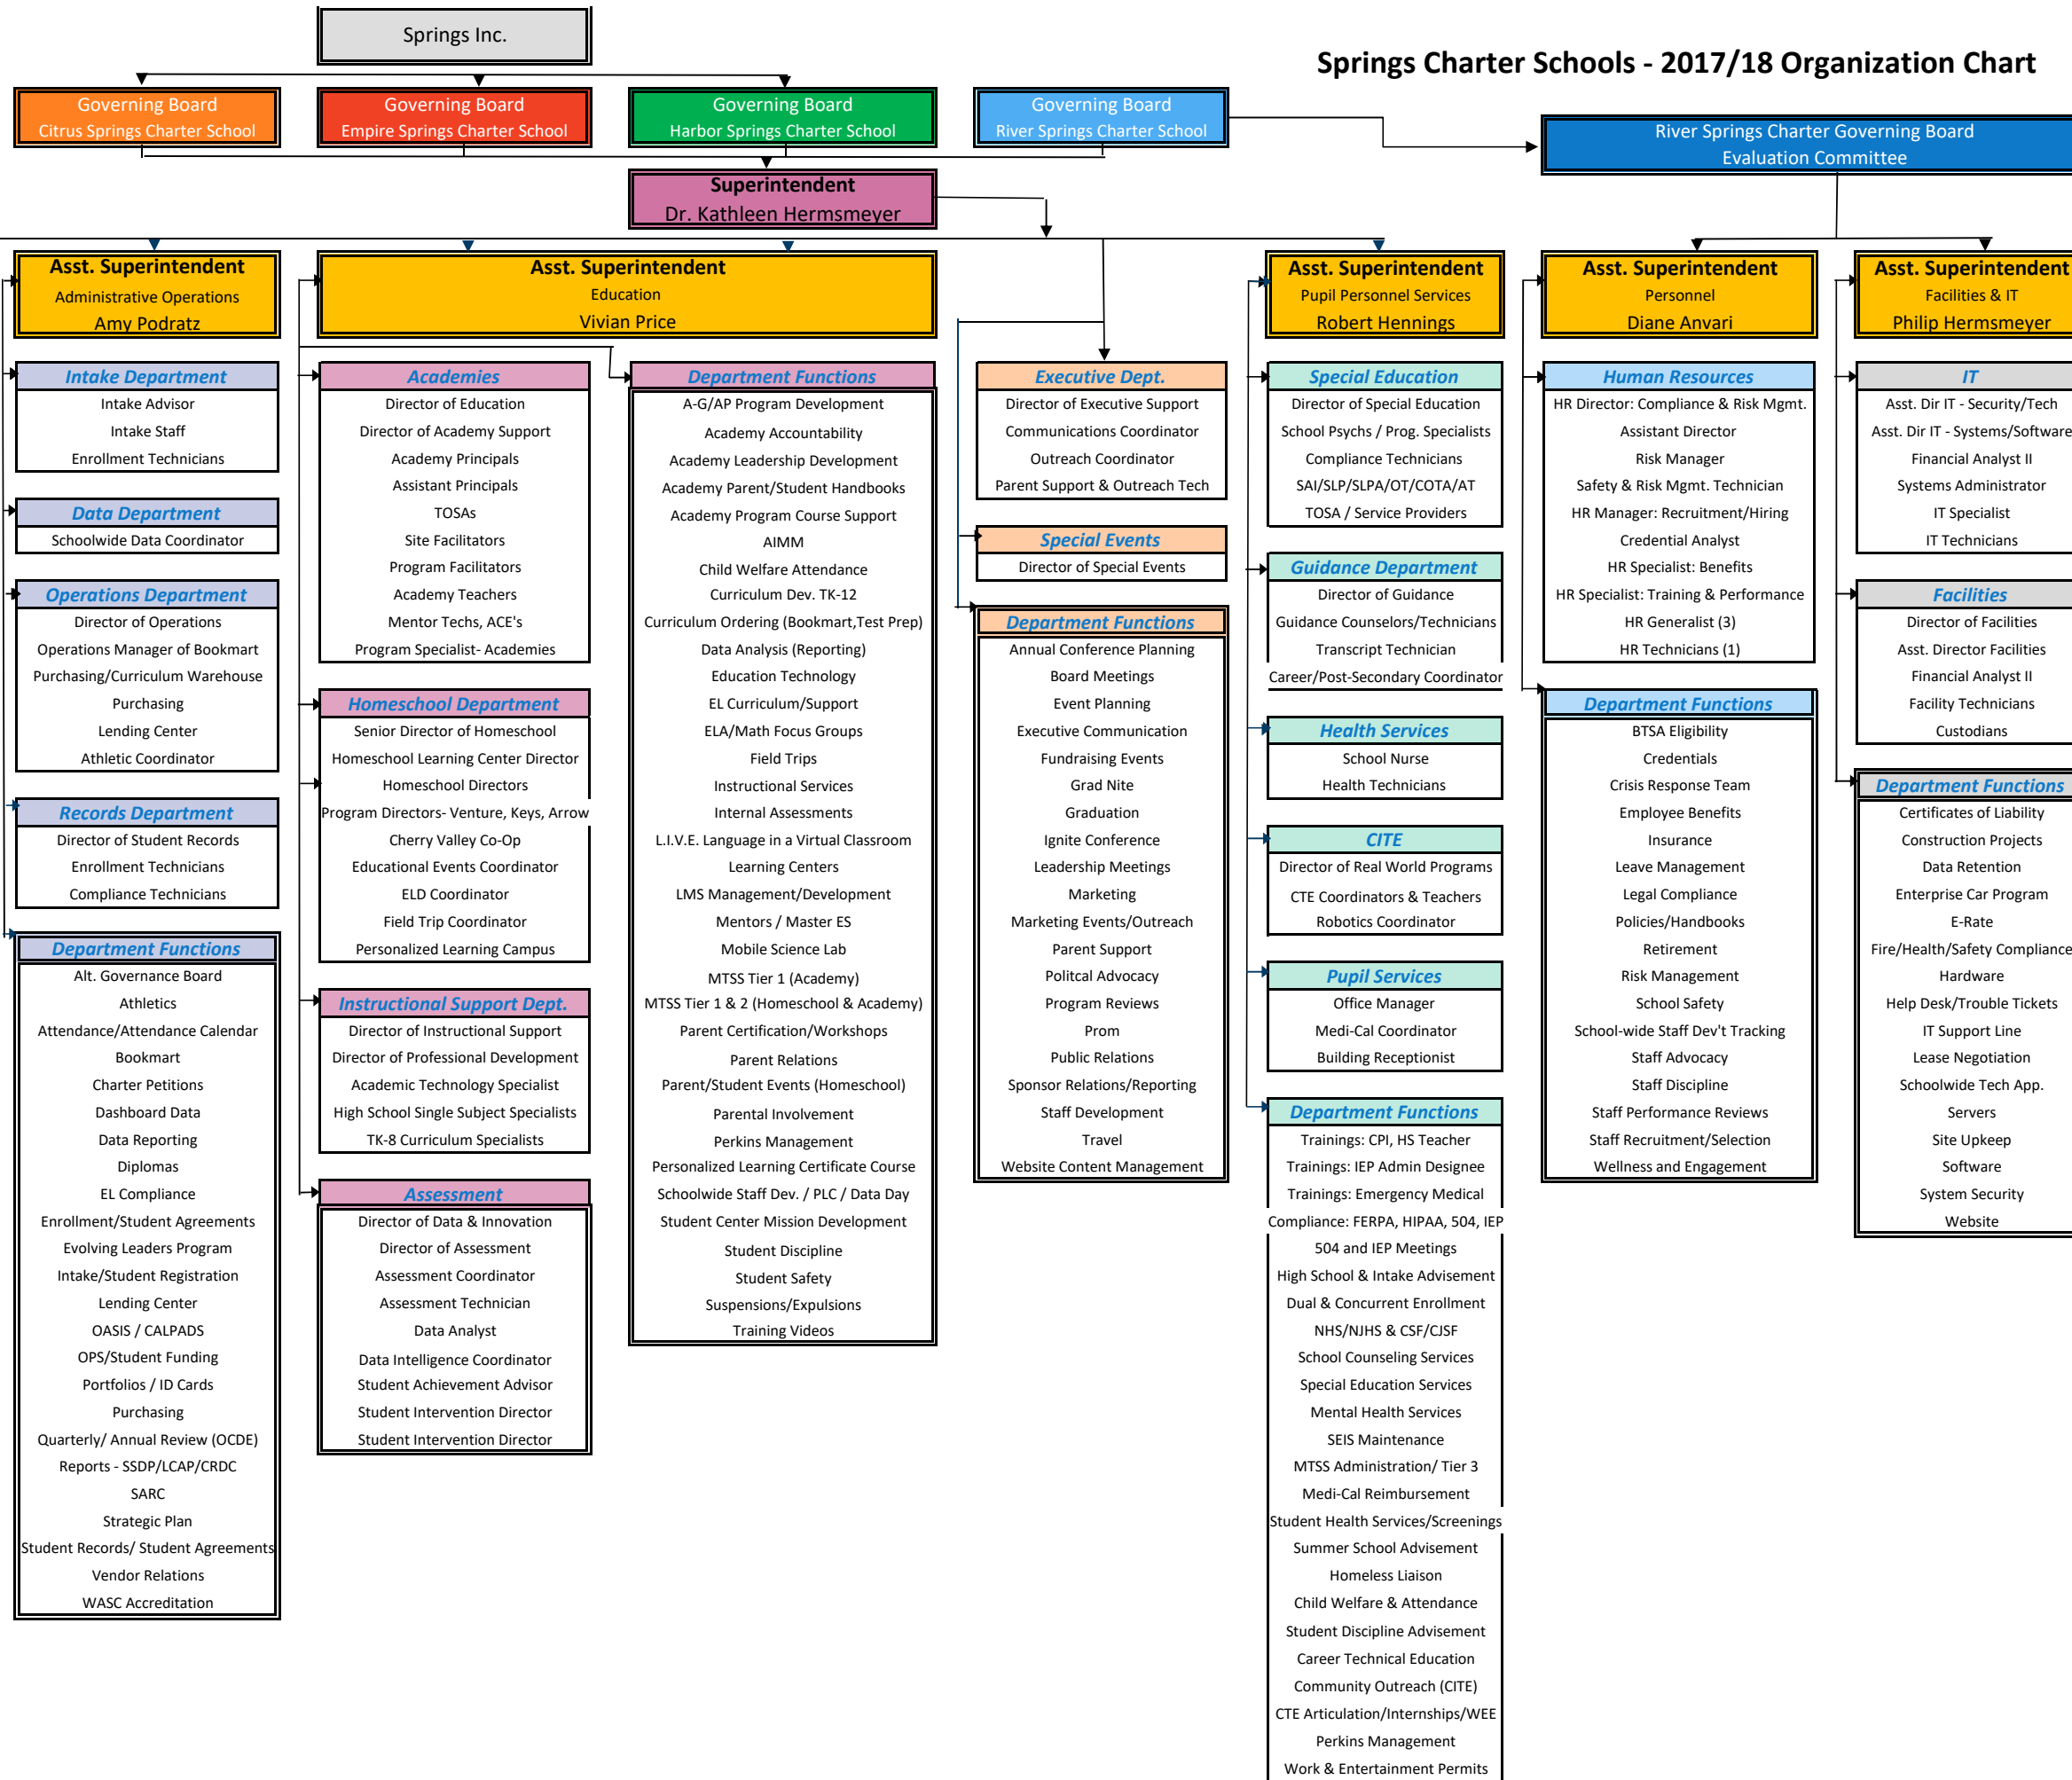 Springs Inc.
Springs Charter Schools - 2017/18 Organization Chart
Governing Board
Citrus Springs Charter School
Governing Board
Empire Springs Charter School
Governing Board
Harbor Springs Charter School
Governing Board
River Springs Charter School
River Springs Charter Governing Board
Evaluation Committee
Superintendent
Dr. Kathleen Hermsmeyer
Asst. Superintendent
Administrative Operations
Amy Podratz
Intake Department
Intake Advisor
Intake Staff
Enrollment Technicians
Data Department
Schoolwide Data Coordinator
Operations Department
Director of Operations
Operations Manager of Bookmart
Purchasing/Curriculum Warehouse
Purchasing
Lending Center
Athletic Coordinator
Records Department
Director of Student Records
Enrollment Technicians
Compliance Technicians
Department Functions
Alt. Governance Board
Athletics
Attendance/Attendance Calendar
Bookmart
Charter Petitions
Dashboard Data
Data Reporting
Diplomas
EL Compliance
Enrollment/Student Agreements
Evolving Leaders Program
Intake/Student Registration
Lending Center
OASIS / CALPADS
OPS/Student Funding
Portfolios / ID Cards
Purchasing
Quarterly/ Annual Review (OCDE)
Reports - SSDP/LCAP/CRDC
SARC
Strategic Plan
Student Records/ Student Agreements
Vendor Relations
WASC Accreditation
Asst. Superintendent
Education
Vivian Price
Academies
Director of Education
Director of Academy Support
Academy Principals
Assistant Principals
TOSAs
Site Facilitators
Program Facilitators
Academy Teachers
Mentor Techs, ACE's
Program Specialist- Academies
Homeschool Department
Senior Director of Homeschool
Homeschool Learning Center Director
Homeschool Directors
Program Directors- Venture, Keys, Arrow
Cherry Valley Co-Op
Educational Events Coordinator
ELD Coordinator
Field Trip Coordinator
Personalized Learning Campus
Instructional Support Dept.
Director of Instructional Support
Director of Professional Development
Academic Technology Specialist
High School Single Subject Specialists
TK-8 Curriculum Specialists
Assessment
Director of Data & Innovation
Director of Assessment
Assessment Coordinator
Assessment Technician
Data Analyst
Data Intelligence Coordinator
Student Achievement Advisor
Student Intervention Director
Student Intervention Director
Department Functions
A-G/AP Program Development
Academy Accountability
Academy Leadership Development
Academy Parent/Student Handbooks
Academy Program Course Support
AIMM
Child Welfare Attendance
Curriculum Dev. TK-12
Curriculum Ordering (Bookmart,Test Prep)
Data Analysis (Reporting)
Education Technology
EL Curriculum/Support
ELA/Math Focus Groups
Field Trips
Instructional Services
Internal Assessments
L.I.V.E. Language in a Virtual Classroom
Learning Centers
LMS Management/Development
Mentors / Master ES
Mobile Science Lab
MTSS Tier 1 (Academy)
MTSS Tier 1 & 2 (Homeschool & Academy)
Parent Certification/Workshops
Parent Relations
Parent/Student Events (Homeschool)
Parental Involvement
Perkins Management
Personalized Learning Certificate Course
Schoolwide Staff Dev. / PLC / Data Day
Student Center Mission Development
Student Discipline
Student Safety
Suspensions/Expulsions
Training Videos
Executive Dept.
Director of Executive Support
Communications Coordinator
Outreach Coordinator
Parent Support & Outreach Tech
Special Events
Director of Special Events
Department Functions
Annual Conference Planning
Board Meetings
Event Planning
Executive Communication
Fundraising Events
Grad Nite
Graduation
Ignite Conference
Leadership Meetings
Marketing
Marketing Events/Outreach
Parent Support
Politcal Advocacy
Program Reviews
Prom
Public Relations
Sponsor Relations/Reporting
Staff Development
Travel
Website Content Management
Asst. Superintendent
Pupil Personnel Services
Robert Hennings
Special Education
Director of Special Education
School Psychs / Prog. Specialists
Compliance Technicians
SAI/SLP/SLPA/OT/COTA/AT
TOSA / Service Providers
Guidance Department
Director of Guidance
Guidance Counselors/Technicians
Transcript Technician
Career/Post-Secondary Coordinator
Health Services
School Nurse
Health Technicians
CITE
Director of Real World Programs
CTE Coordinators & Teachers
Robotics Coordinator
Pupil Services
Office Manager
Medi-Cal Coordinator
Building Receptionist
Department Functions
Trainings: CPI, HS Teacher
Trainings: IEP Admin Designee
Trainings: Emergency Medical
Compliance: FERPA, HIPAA, 504, IEP
504 and IEP Meetings
High School & Intake Advisement
Dual & Concurrent Enrollment
NHS/NJHS & CSF/CJSF
School Counseling Services
Special Education Services
Mental Health Services
SEIS Maintenance
MTSS Administration/ Tier 3
Medi-Cal Reimbursement
Student Health Services/Screenings
Summer School Advisement
Homeless Liaison
Child Welfare & Attendance
Student Discipline Advisement
Career Technical Education
Community Outreach (CITE)
CTE Articulation/Internships/WEE
Perkins Management
Work & Entertainment Permits
Asst. Superintendent
Personnel
Diane Anvari
Human Resources
HR Director: Compliance & Risk Mgmt.
Assistant Director
Risk Manager
Safety & Risk Mgmt. Technician
HR Manager: Recruitment/Hiring
Credential Analyst
HR Specialist: Benefits
HR Specialist: Training & Performance
HR Generalist (3)
HR Technicians (1)
Department Functions
BTSA Eligibility
Credentials
Crisis Response Team
Employee Benefits
Insurance
Leave Management
Legal Compliance
Policies/Handbooks
Retirement
Risk Management
School Safety
School-wide Staff Dev't Tracking
Staff Advocacy
Staff Discipline
Staff Performance Reviews
Staff Recruitment/Selection
Wellness and Engagement
Asst. Superintendent
Facilities & IT
Philip Hermsmeyer
IT
Asst. Dir IT - Security/Tech
Asst. Dir IT - Systems/Software
Financial Analyst II
Systems Administrator
IT Specialist
IT Technicians
Facilities
Director of Facilities
Asst. Director Facilities
Financial Analyst II
Facility Technicians
Custodians
Department Functions
Certificates of Liability
Construction Projects
Data Retention
Enterprise Car Program
E-Rate
Fire/Health/Safety Compliance
Hardware
Help Desk/Trouble Tickets
IT Support Line
Lease Negotiation
Schoolwide Tech App.
Servers
Site Upkeep
Software
System Security
Website